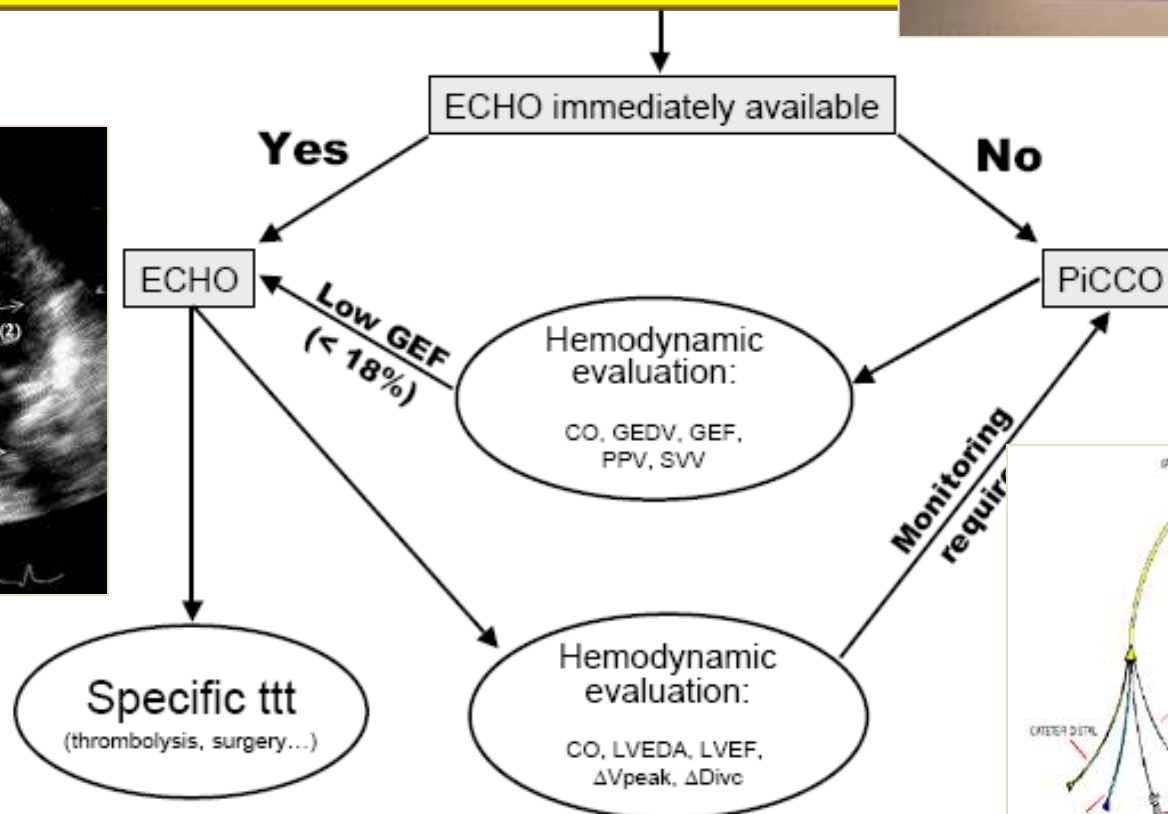 ECHO immediately available
Yes
No
ECHO
PiCCO
Low GEF
(< 18%)
Hemodynamic
evaluation:
CO, GEDV, GEF,
PPV, SVV
Monitoring
(2)
Hemodynamic
evaluation:
CO, LVEDA, LVEF,
ΔVpeak, ΔDivc
Specific ttt
(thrombolysis, surgery...)